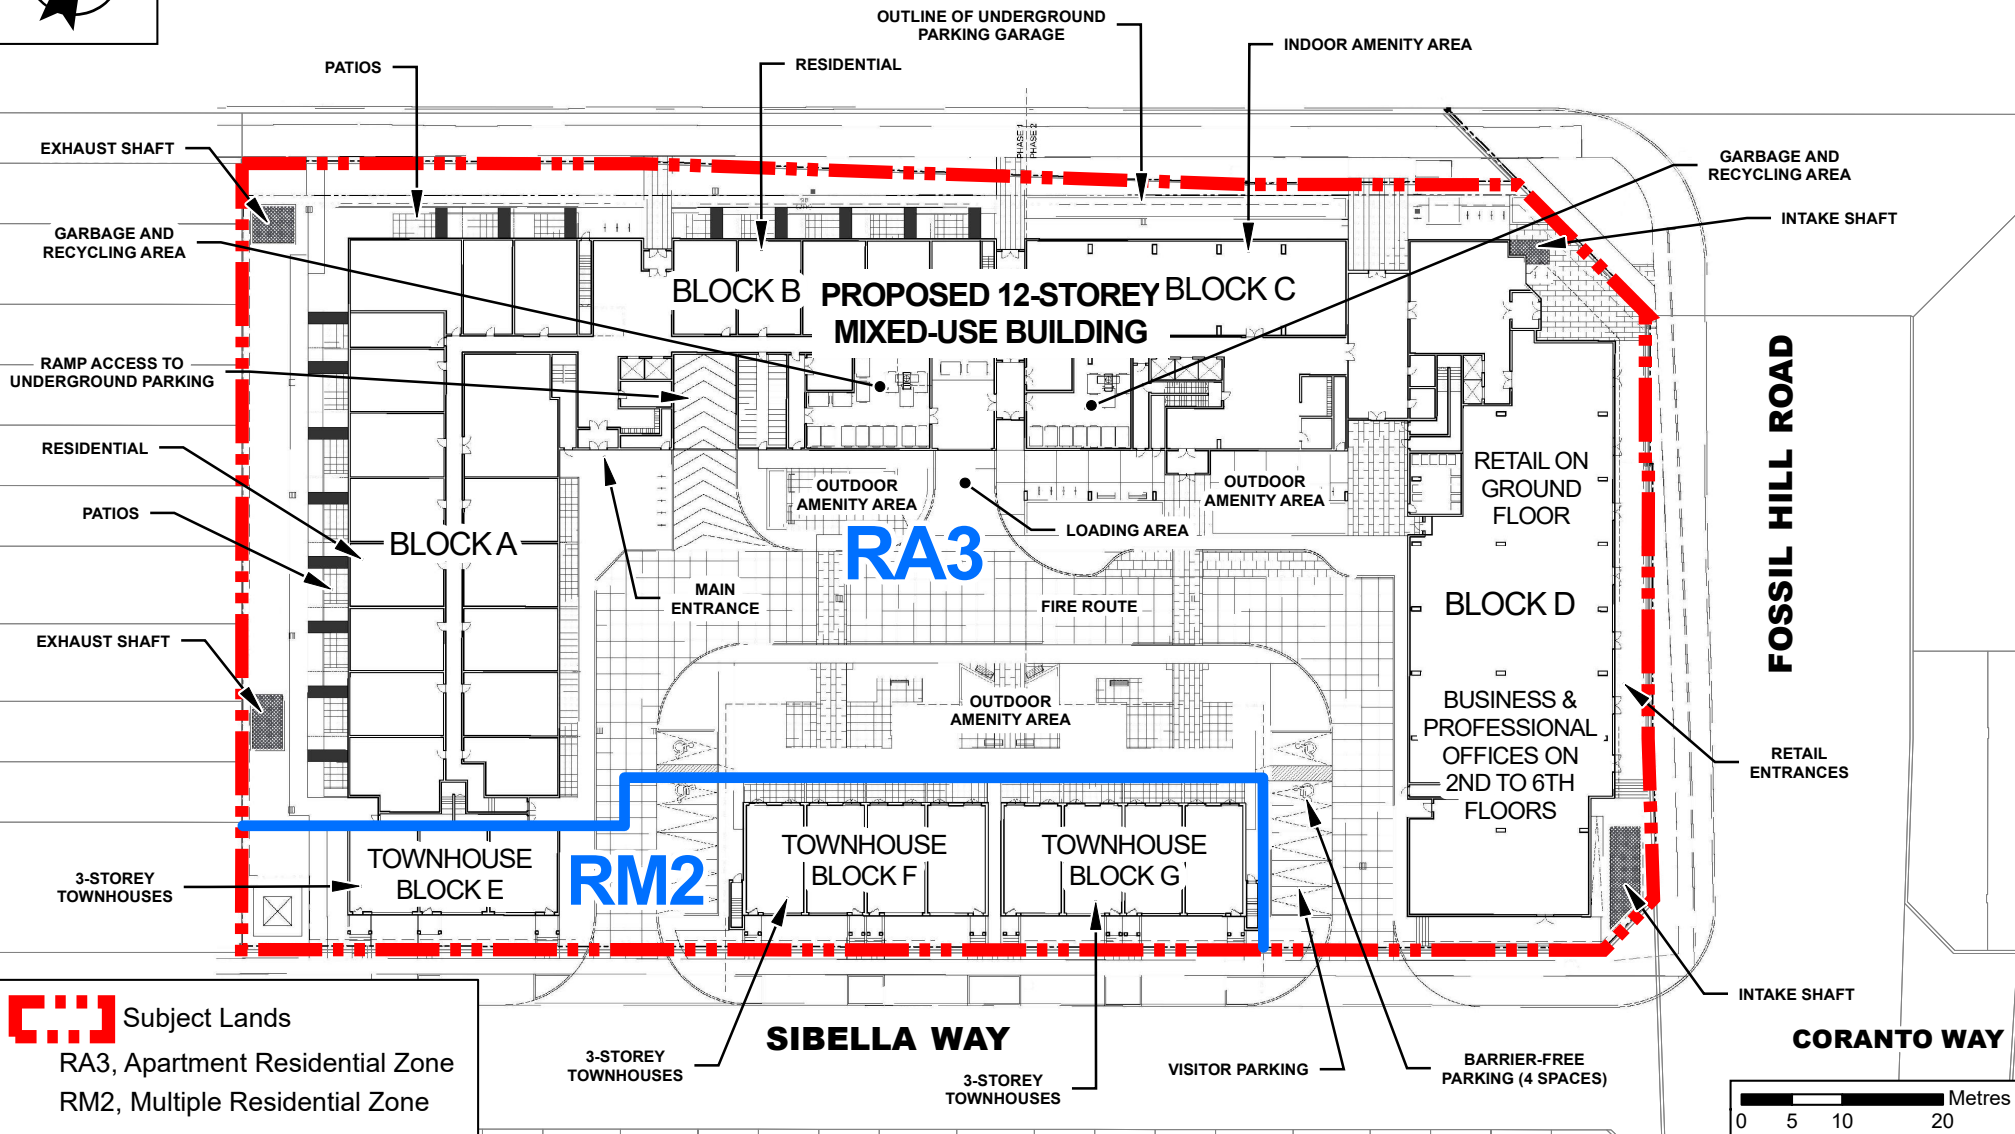 OUTLINE OF UNDERGROUND
PARKING GARAGE
INDOOR AMENITY AREA
PATIOS
RESIDENTIAL
PHASE 1
PHASE 2
EXHAUST SHAFT
GARBAGE AND
RECYCLING AREA
INTAKE SHAFT
GARBAGE AND
RECYCLING AREA
BLOCK B
PROPOSED 12-STOREY
MIXED-USE BUILDING
BLOCK C
RAMP ACCESS TO
UNDERGROUND PARKING
FOSSIL HILL ROAD
RESIDENTIAL
OUTDOOR
AMENITY AREA
OUTDOOR
AMENITY AREA
RETAIL ON
GROUND
FLOOR
PATIOS
BLOCK A
LOADING AREA
RA3
MAIN
ENTRANCE
FIRE ROUTE
BLOCK D
EXHAUST SHAFT
OUTDOOR
AMENITY AREA
BUSINESS &
PROFESSIONAL
OFFICES ON
2ND TO 6TH
FLOORS
RETAIL
ENTRANCES
3-STOREY
TOWNHOUSES
TOWNHOUSE
BLOCK E
RM2
TOWNHOUSE
BLOCK F
TOWNHOUSE
BLOCK G
INTAKE SHAFT
Subject Lands
RA3, Apartment Residential Zone
RM2, Multiple Residential Zone
SIBELLA WAY
CORANTO WAY
3-STOREY
TOWNHOUSES
3-STOREY
TOWNHOUSES
VISITOR PARKING
BARRIER-FREE
PARKING (4 SPACES)
Metres
0 5 10 20